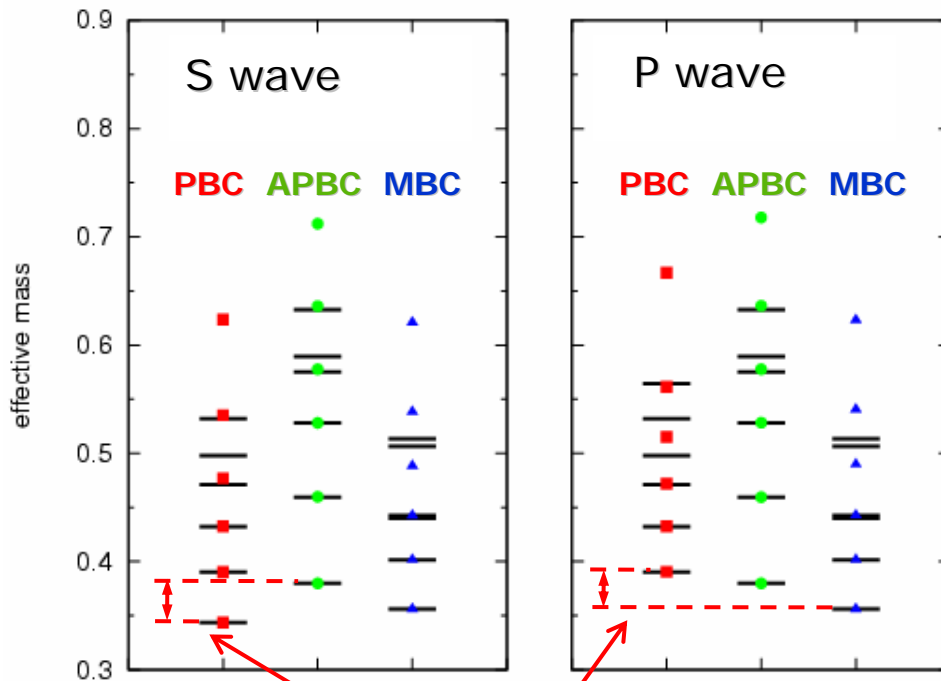 0.9
0.8
0.7
0.6
0.5
0.4
0.3
effective mass
S wave
PBC APBC MBC
P wave
PBC APBC MBC